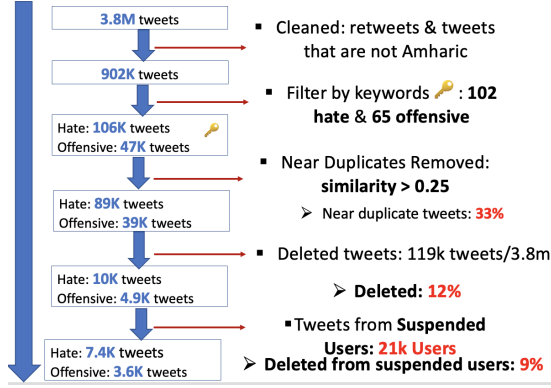 3.8M tweets
▪ Cleaned: retweets & tweets
that are not Amharic
902K tweets
▪ Filter by keywords 🔑 : 102
hate & 65 offensive
Hate: 106K tweets 🔑
Offensive: 47K tweets
▪ Near Duplicates Removed:
similarity > 0.25
➢ Near duplicate tweets: 33%
Hate: 89K tweets
Offensive: 39K tweets
▪ Deleted tweets: 119k tweets/3.8m
➢ Deleted: 12%
Hate: 10K tweets
Offensive: 4.9K tweets
▪Tweets from Suspended
Users: 21k Users
➢ Deleted from suspended users: 9%
Hate: 7.4K tweets
Offensive: 3.6K tweets